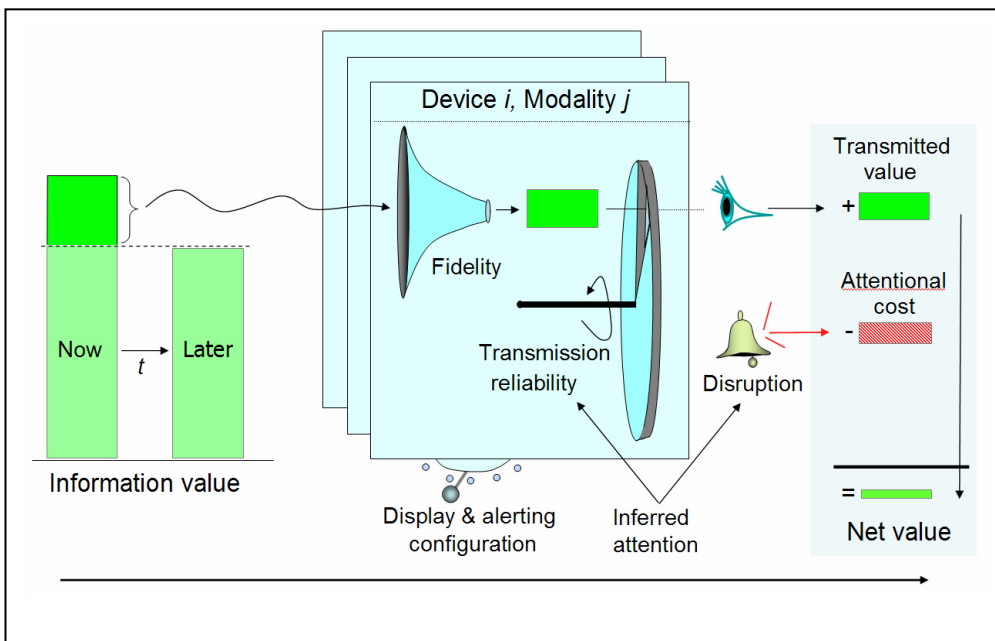 Device i, Modality j
Transmitted
value
+
Fidelity
Attentional
cost
-
Now
t
Later
Transmission
reliability
Disruption
Information value
=
Display & alerting
configuration
Inferred
attention
Net value